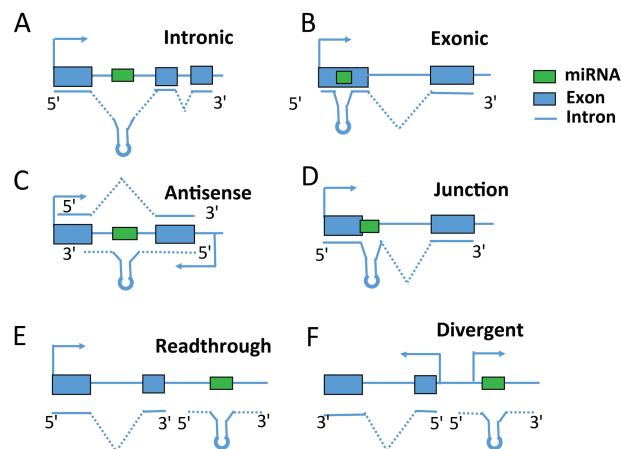 A
Intronic
5'
3'
B
Exonic
5'
3'
miRNA
Exon
Intron
C
Antisense
5'
3'
3'
5'
D
Junction
5'
3'
E
Readthrough
5'
3'
5'
3'
F
Divergent
3'
5'
5'
3'